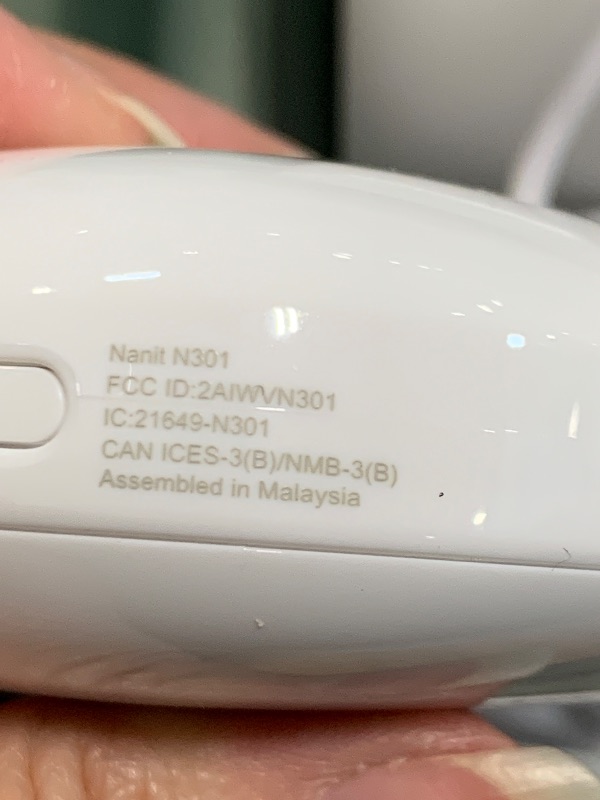 Nanit N301
FCC ID:2AIWVN301
IC:21649-N301
CAN ICES-3(B)/NMB-3(B)
Assembled in Malaysia